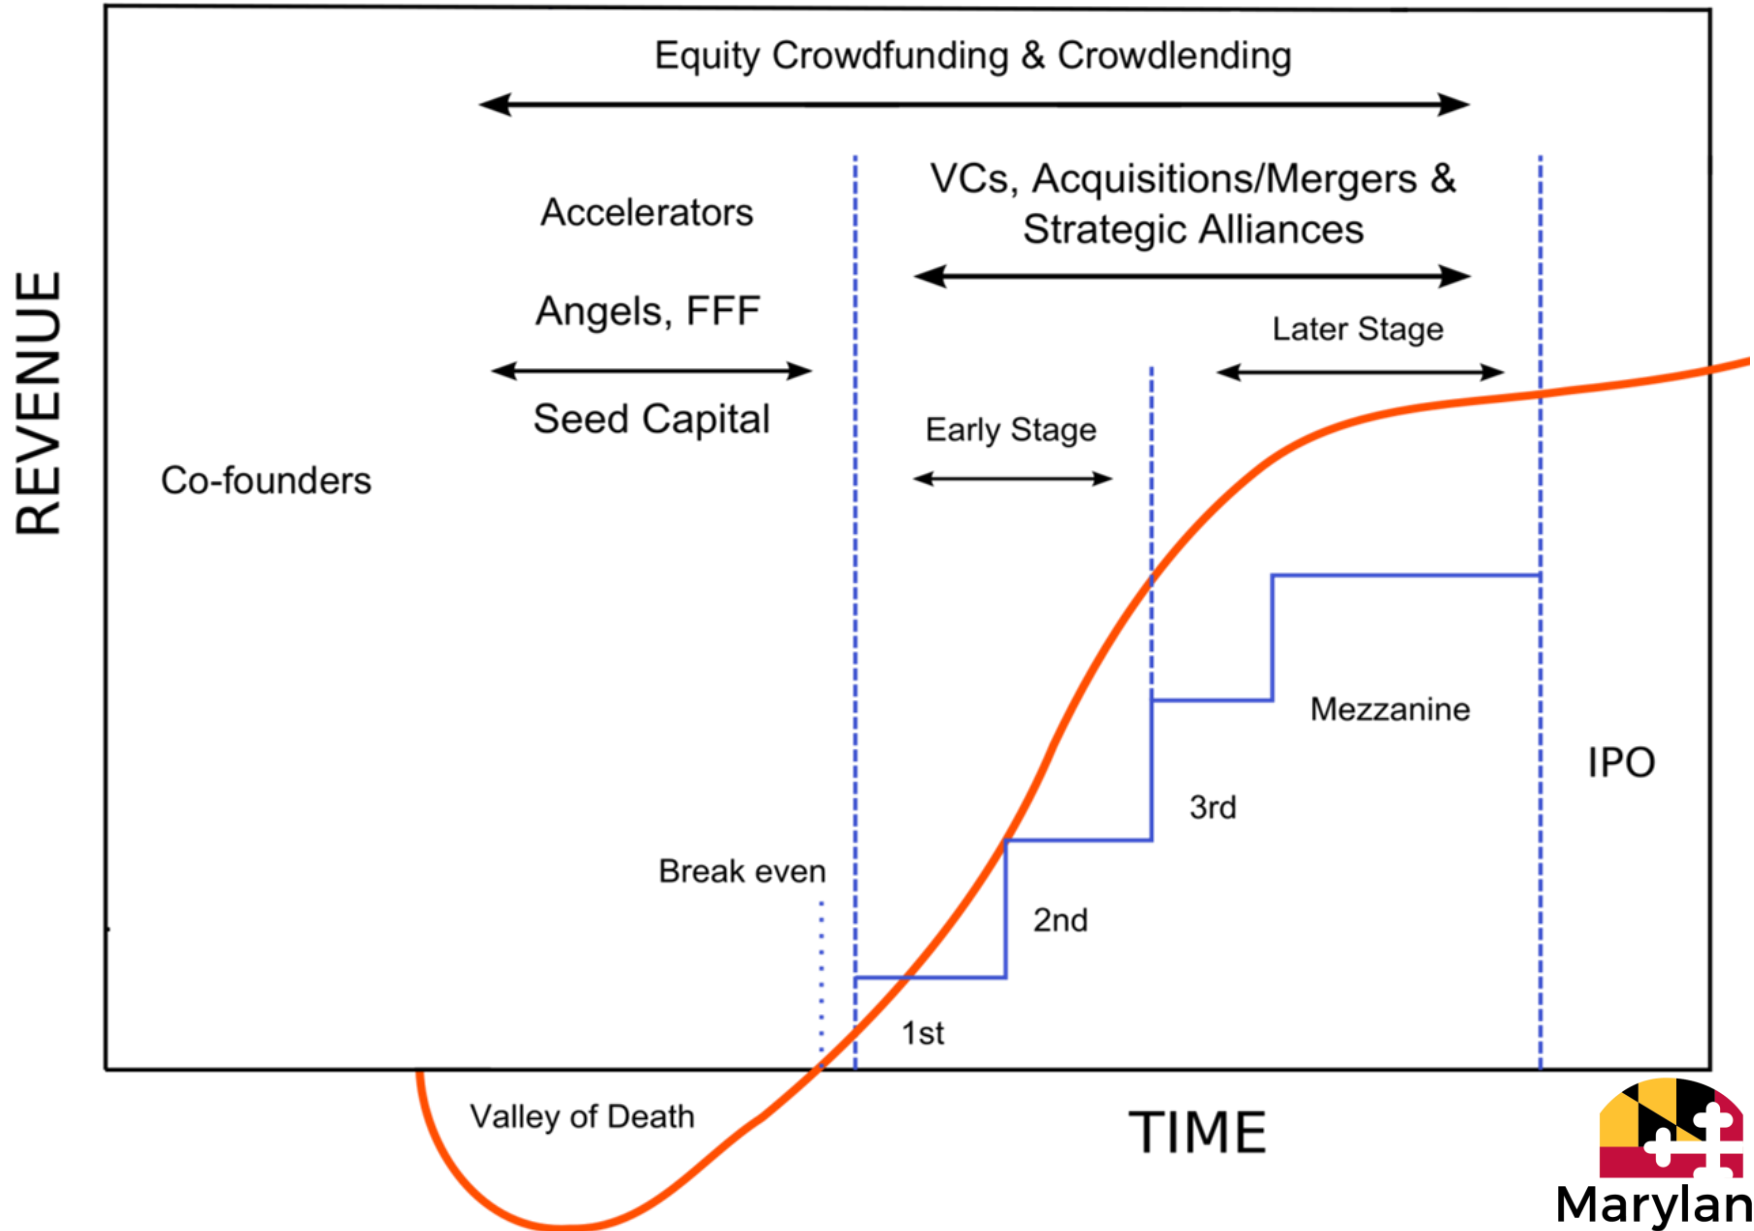 Equity Crowdfunding & Crowdlending
VCs, Acquisitions/Mergers &
Strategic Alliances
Accelerators
Angels, FFF
Seed Capital
Later Stage
Early Stage
Co-founders
REVENUE
Mezzanine
IPO
3rd
Break even
2nd
1st
Valley of Death
TIME
Marylan